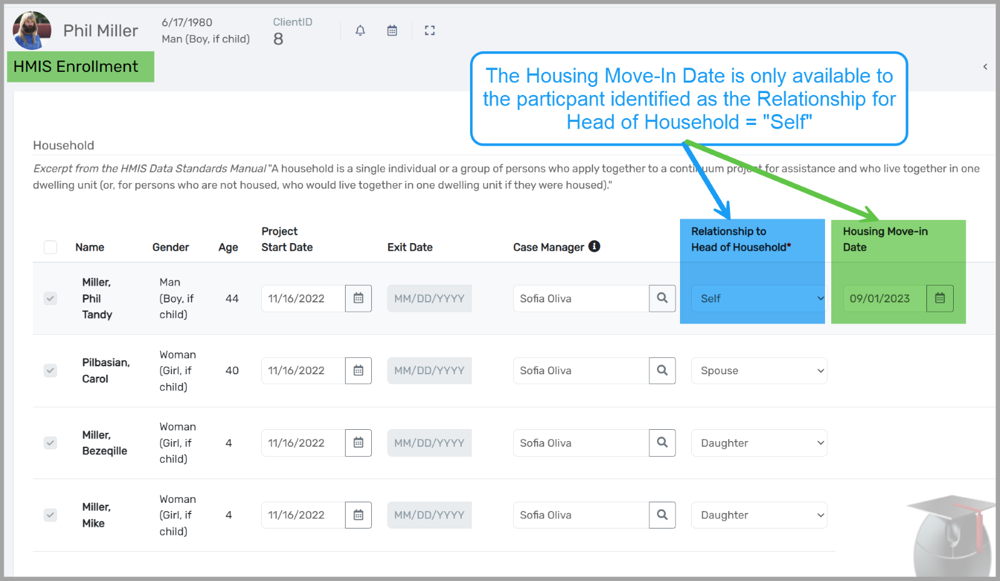 Phil Miller
6/17/1980
Man (Boy, if child)
ClientID
8
HMIS Enrollment
The Housing Move-In Date is only available to
the particpant identified as the Relationship for
Head of Household = "Self"
Household
Excerpt from the HMIS Data Standards Manual "A household is a single individual or a group of persons who apply together to a continuum project for assistance and who live together in one
dwelling unit (or, for persons who are not housed, who would live together in one dwelling unit if they were housed)."
Name
Gender
Age
Project
Start Date
Exit Date
Case Manager
Relationship to
Head of Household*
Housing Move-in
Date
Miller,
Phil
Tandy
Man
(Boy, if
child)
44
11/16/2022
MM/DD/YYYY
Sofia Oliva
Self
09/01/2023
Pilbasian,
Carol
Woman
(Girl, if
child)
40
11/16/2022
MM/DD/YYYY
Sofia Oliva
Spouse
Miller,
Bezeqille
Woman
(Girl, if
child)
4
11/16/2022
MM/DD/YYYY
Sofia Oliva
Daughter
Miller,
Mike
Woman
(Girl, if
child)
4
11/16/2022
MM/DD/YYYY
Sofia Oliva
Daughter